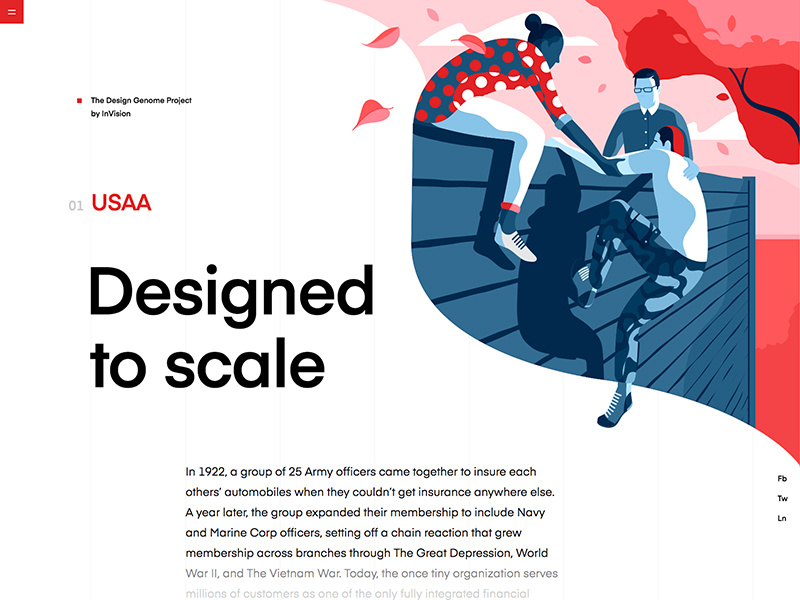 The Design Genome Project
by InVision
01 USAA
Designed
to scale
In 1922, a group of 25 Army officers came together to insure each
others’ automobiles when they couldn’t get insurance anywhere else.
A year later, the group expanded their membership to include Navy
and Marine Corp officers, setting off a chain reaction that grew
membership across branches through The Great Depression, World
War II, and The Vietnam War. Today, the once tiny organization serves
millions of customers as one of the only fully integrated financial
Fb
Tw
Ln